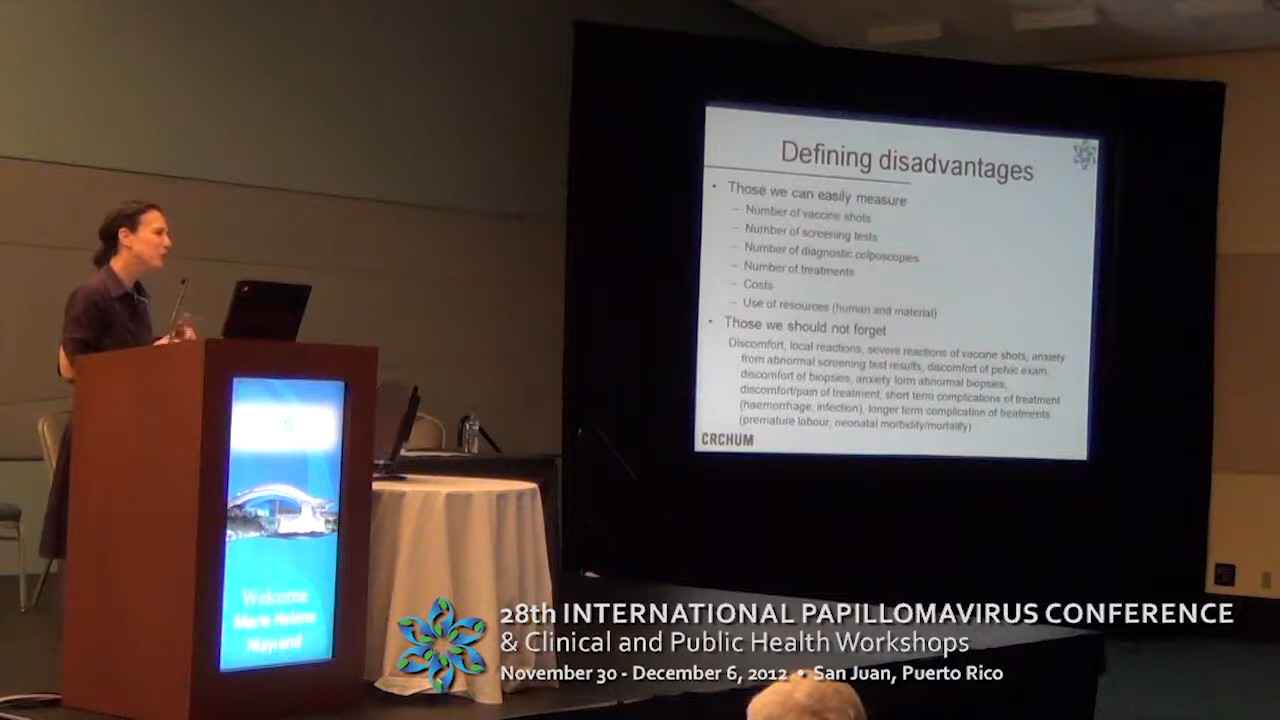 Defining disadvantages
• Those we can easily measure
– Number of vaccine shots
– Number of screening tests
– Number of diagnostic colposcopies
– Number of treatments
– Costs
– Use of resources (human and material)
• Those we should not forget
Discomfort, local reactions, severe reactions of vaccine shots, anxiety
from abnormal screening test results, discomfort of pelvic exam,
discomfort of biopsies, anxiety form abnormal biopsies,
discomfort/pain of treatment, short term complications of treatment
(haemorrhage, infection), longer term complication of treatments
(premature labour, neonatal morbidity/mortality)
CRCHUM
Welcome
Marie Helene
Mayrand
28th INTERNATIONAL PAPILLOMAVIRUS CONFERENCE
& Clinical and Public Health Workshops
November 30 - December 6, 2012 • San Juan, Puerto Rico